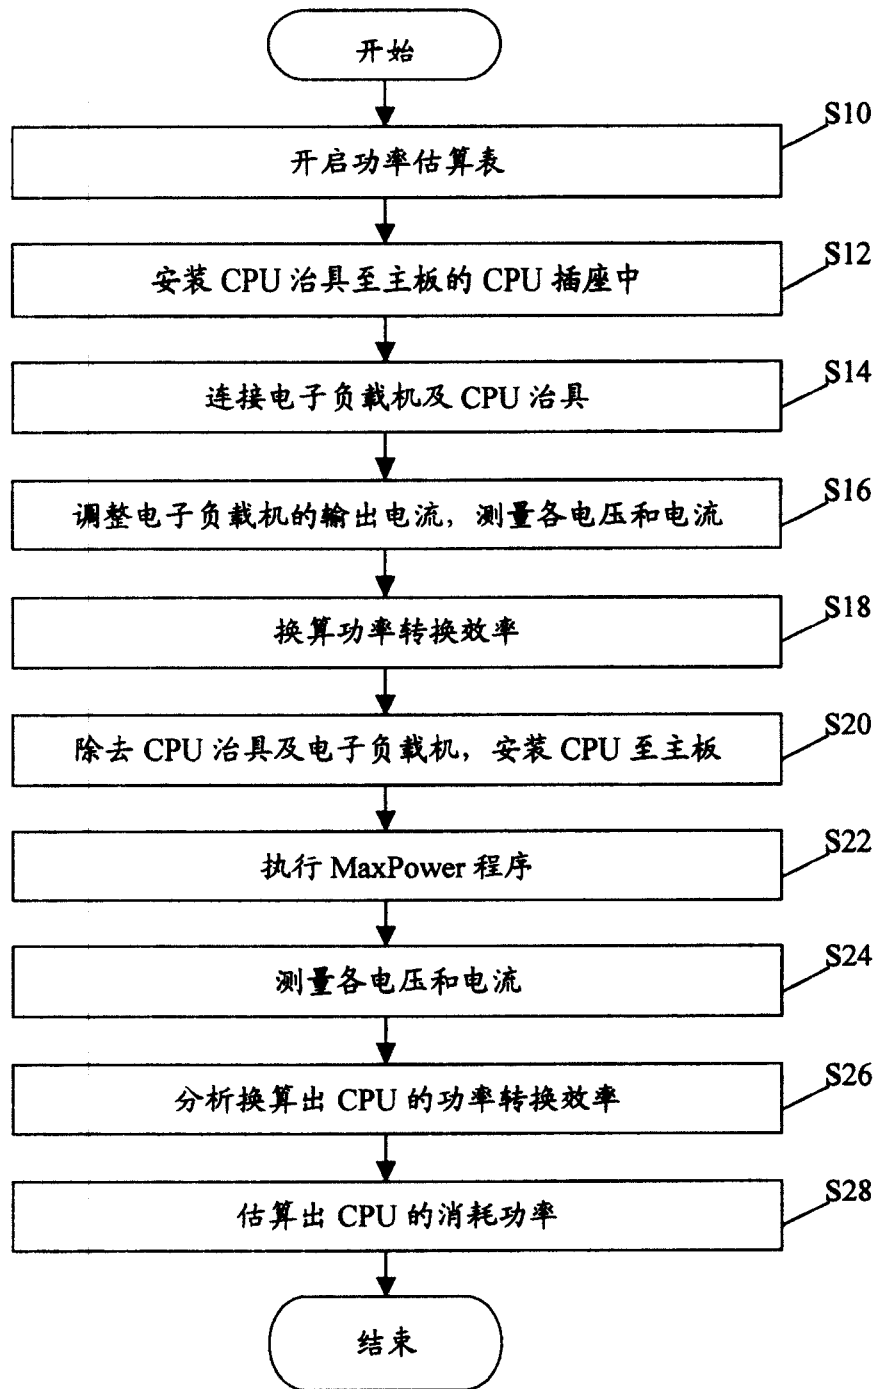 开始
S10
开启功率估算表
S12
安装 CPU 治具至主板的 CPU 插座中
S14
连接电子负载机及 CPU 治具
S16
调整电子负载机的输出电流，测量各电压和电流
S18
换算功率转换效率
S20
除去 CPU 治具及电子负载机，安装 CPU 至主板
S22
执行 MaxPower 程序
S24
测量各电压和电流
S26
分析换算出 CPU 的功率转换效率
S28
估算出 CPU 的消耗功率
结束